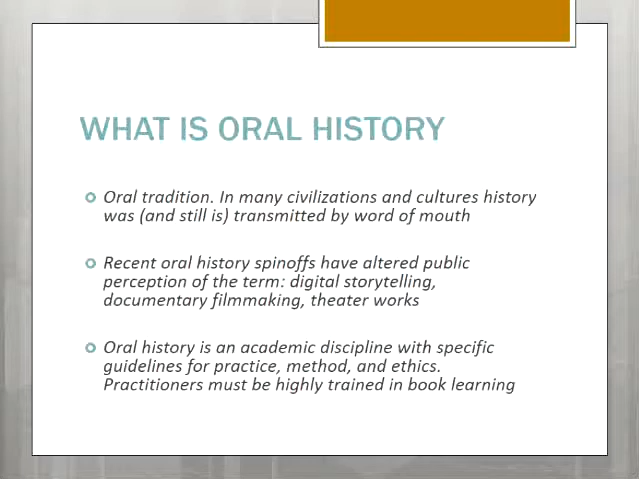 WHAT IS ORAL HISTORY
Oral tradition. In many civilizations and cultures history
was (and still is) transmitted by word of mouth
Recent oral history spinoffs have altered public
perception of the term: digital storytelling,
documentary filmmaking, theater works
Oral history is an academic discipline with specific
guidelines for practice, method, and ethics.
Practitioners must be highly trained in book learning